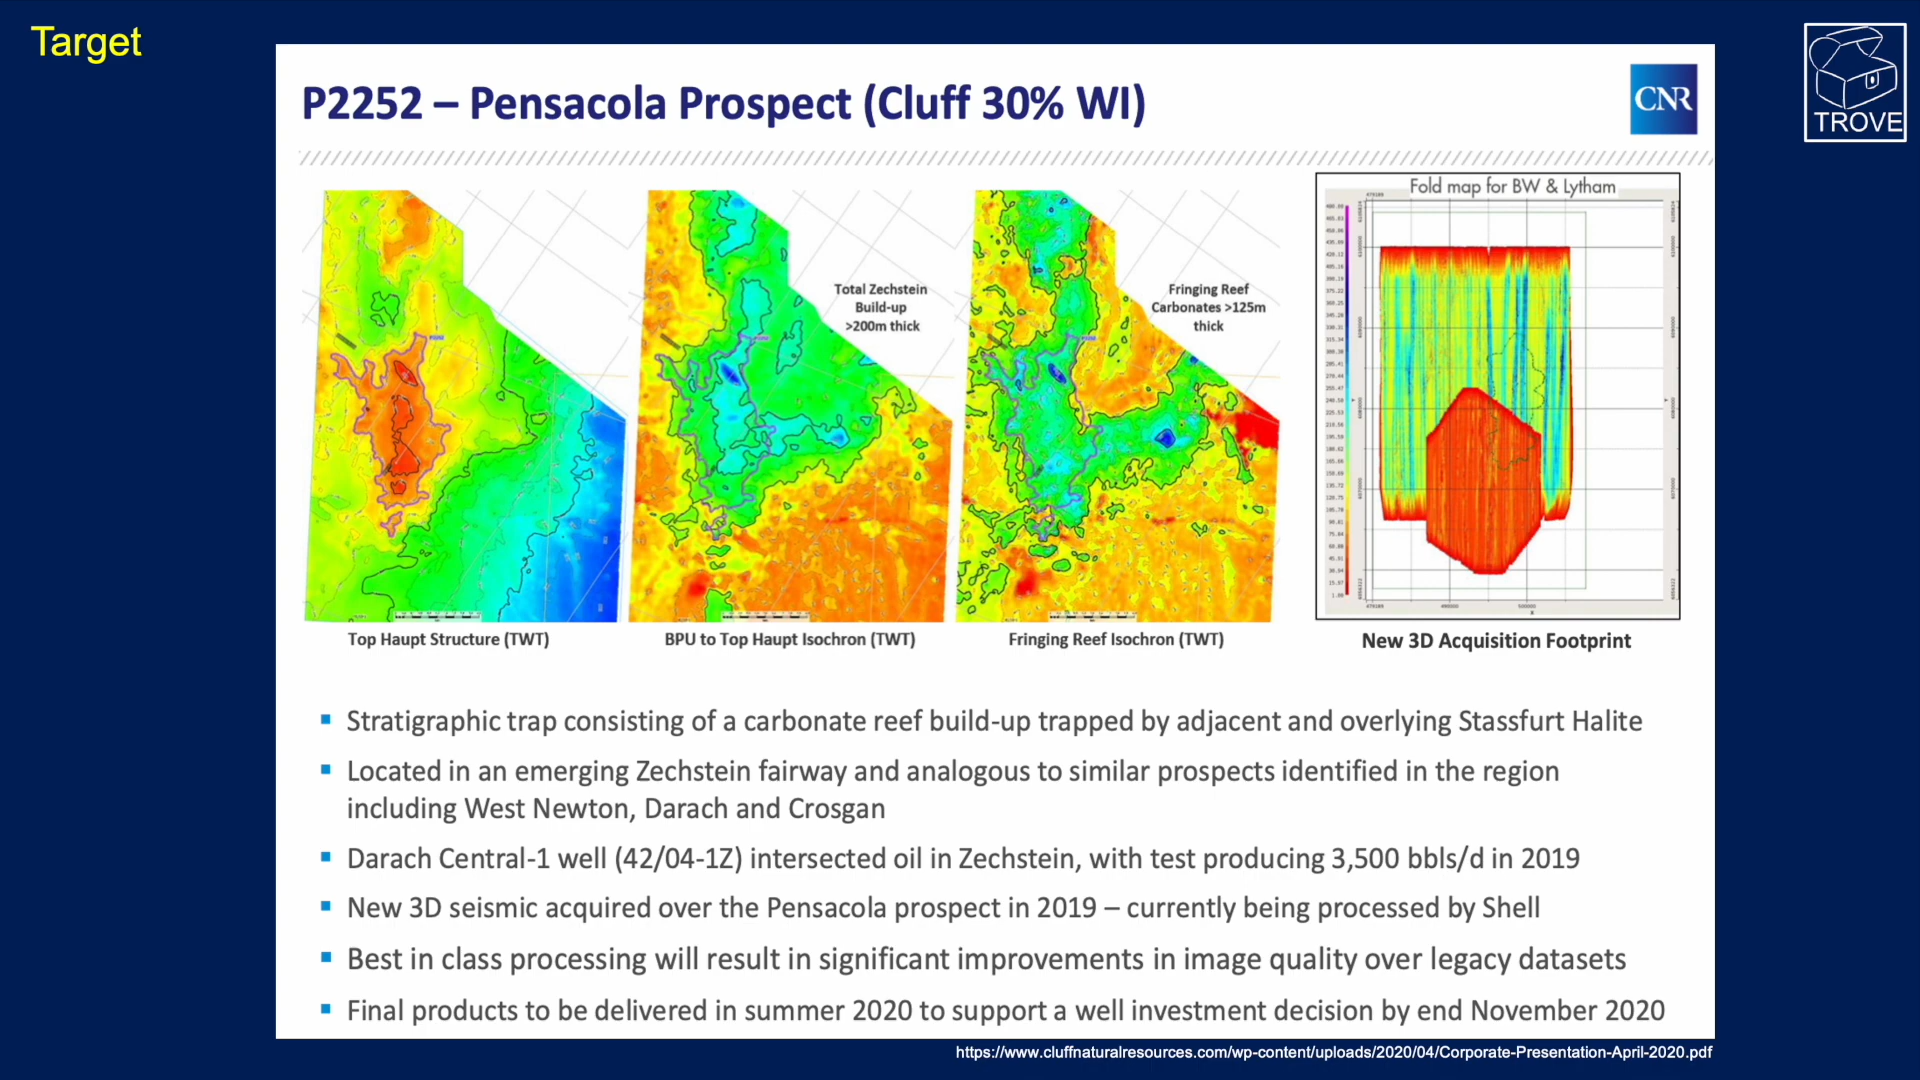 Target
TROVE
P2252 – Pensacola Prospect (Cluff 30% WI)
CNR
Total Zechstein
Build-up
>200m thick
Fringing Reef
Carbonates >125m
thick
Fold map for BW & Lytham
Top Haupt Structure (TWT)
BPU to Top Haupt Isochron (TWT)
Fringing Reef Isochron (TWT)
New 3D Acquisition Footprint
Stratigraphic trap consisting of a carbonate reef build-up trapped by adjacent and overlying Stassfurt Halite
Located in an emerging Zechstein fairway and analogous to similar prospects identified in the region
including West Newton, Darach and Crosgan
Darach Central-1 well (42/04-1Z) intersected oil in Zechstein, with test producing 3,500 bbls/d in 2019
New 3D seismic acquired over the Pensacola prospect in 2019 – currently being processed by Shell
Best in class processing will result in significant improvements in image quality over legacy datasets
Final products to be delivered in summer 2020 to support a well investment decision by end November 2020
https://www.cluffnaturalresources.com/wp-content/uploads/2020/04/Corporate-Presentation-April-2020.pdf